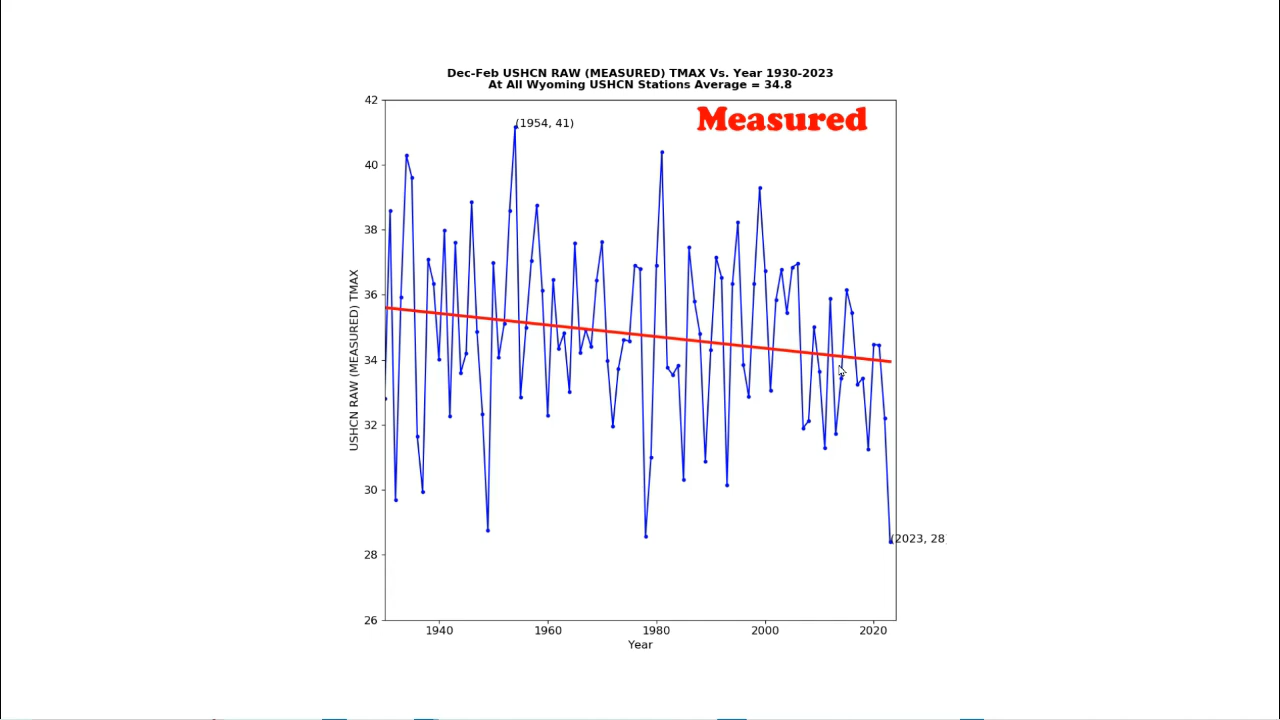 Dec-Feb USHCN RAW (MEASURED) TMAX Vs. Year 1930-2023
At All Wyoming USHCN Stations Average = 34.8
Measured
42
(1954, 41)
40
38
36
34
32
30
(2023, 28
28
26
USHCN RAW (MEASURED) TMAX
1940 1960 1980 2000 2020
Year